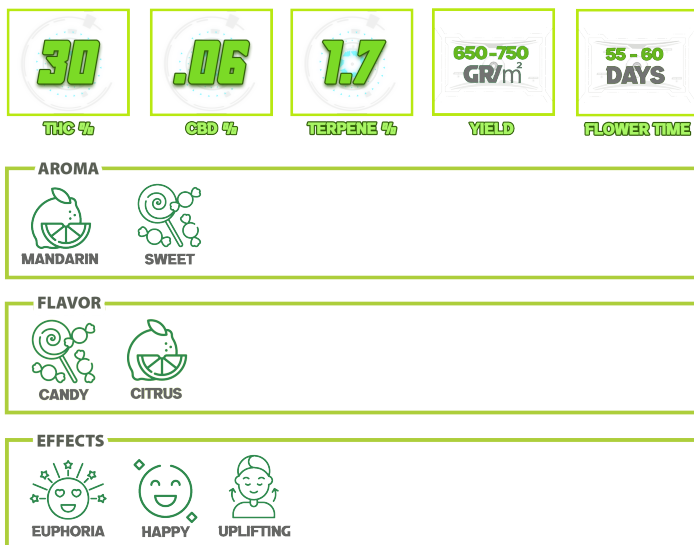 30
.06
1.7
650-750
GR/m²
55 - 60
DAYS
THC %
CBD %
TERPENE %
YIELD
FLOWER TIME
AROMA
MANDARIN
SWEET
FLAVOR
CANDY
CITRUS
EFFECTS
EUPHORIA
HAPPY
UPLIFTING